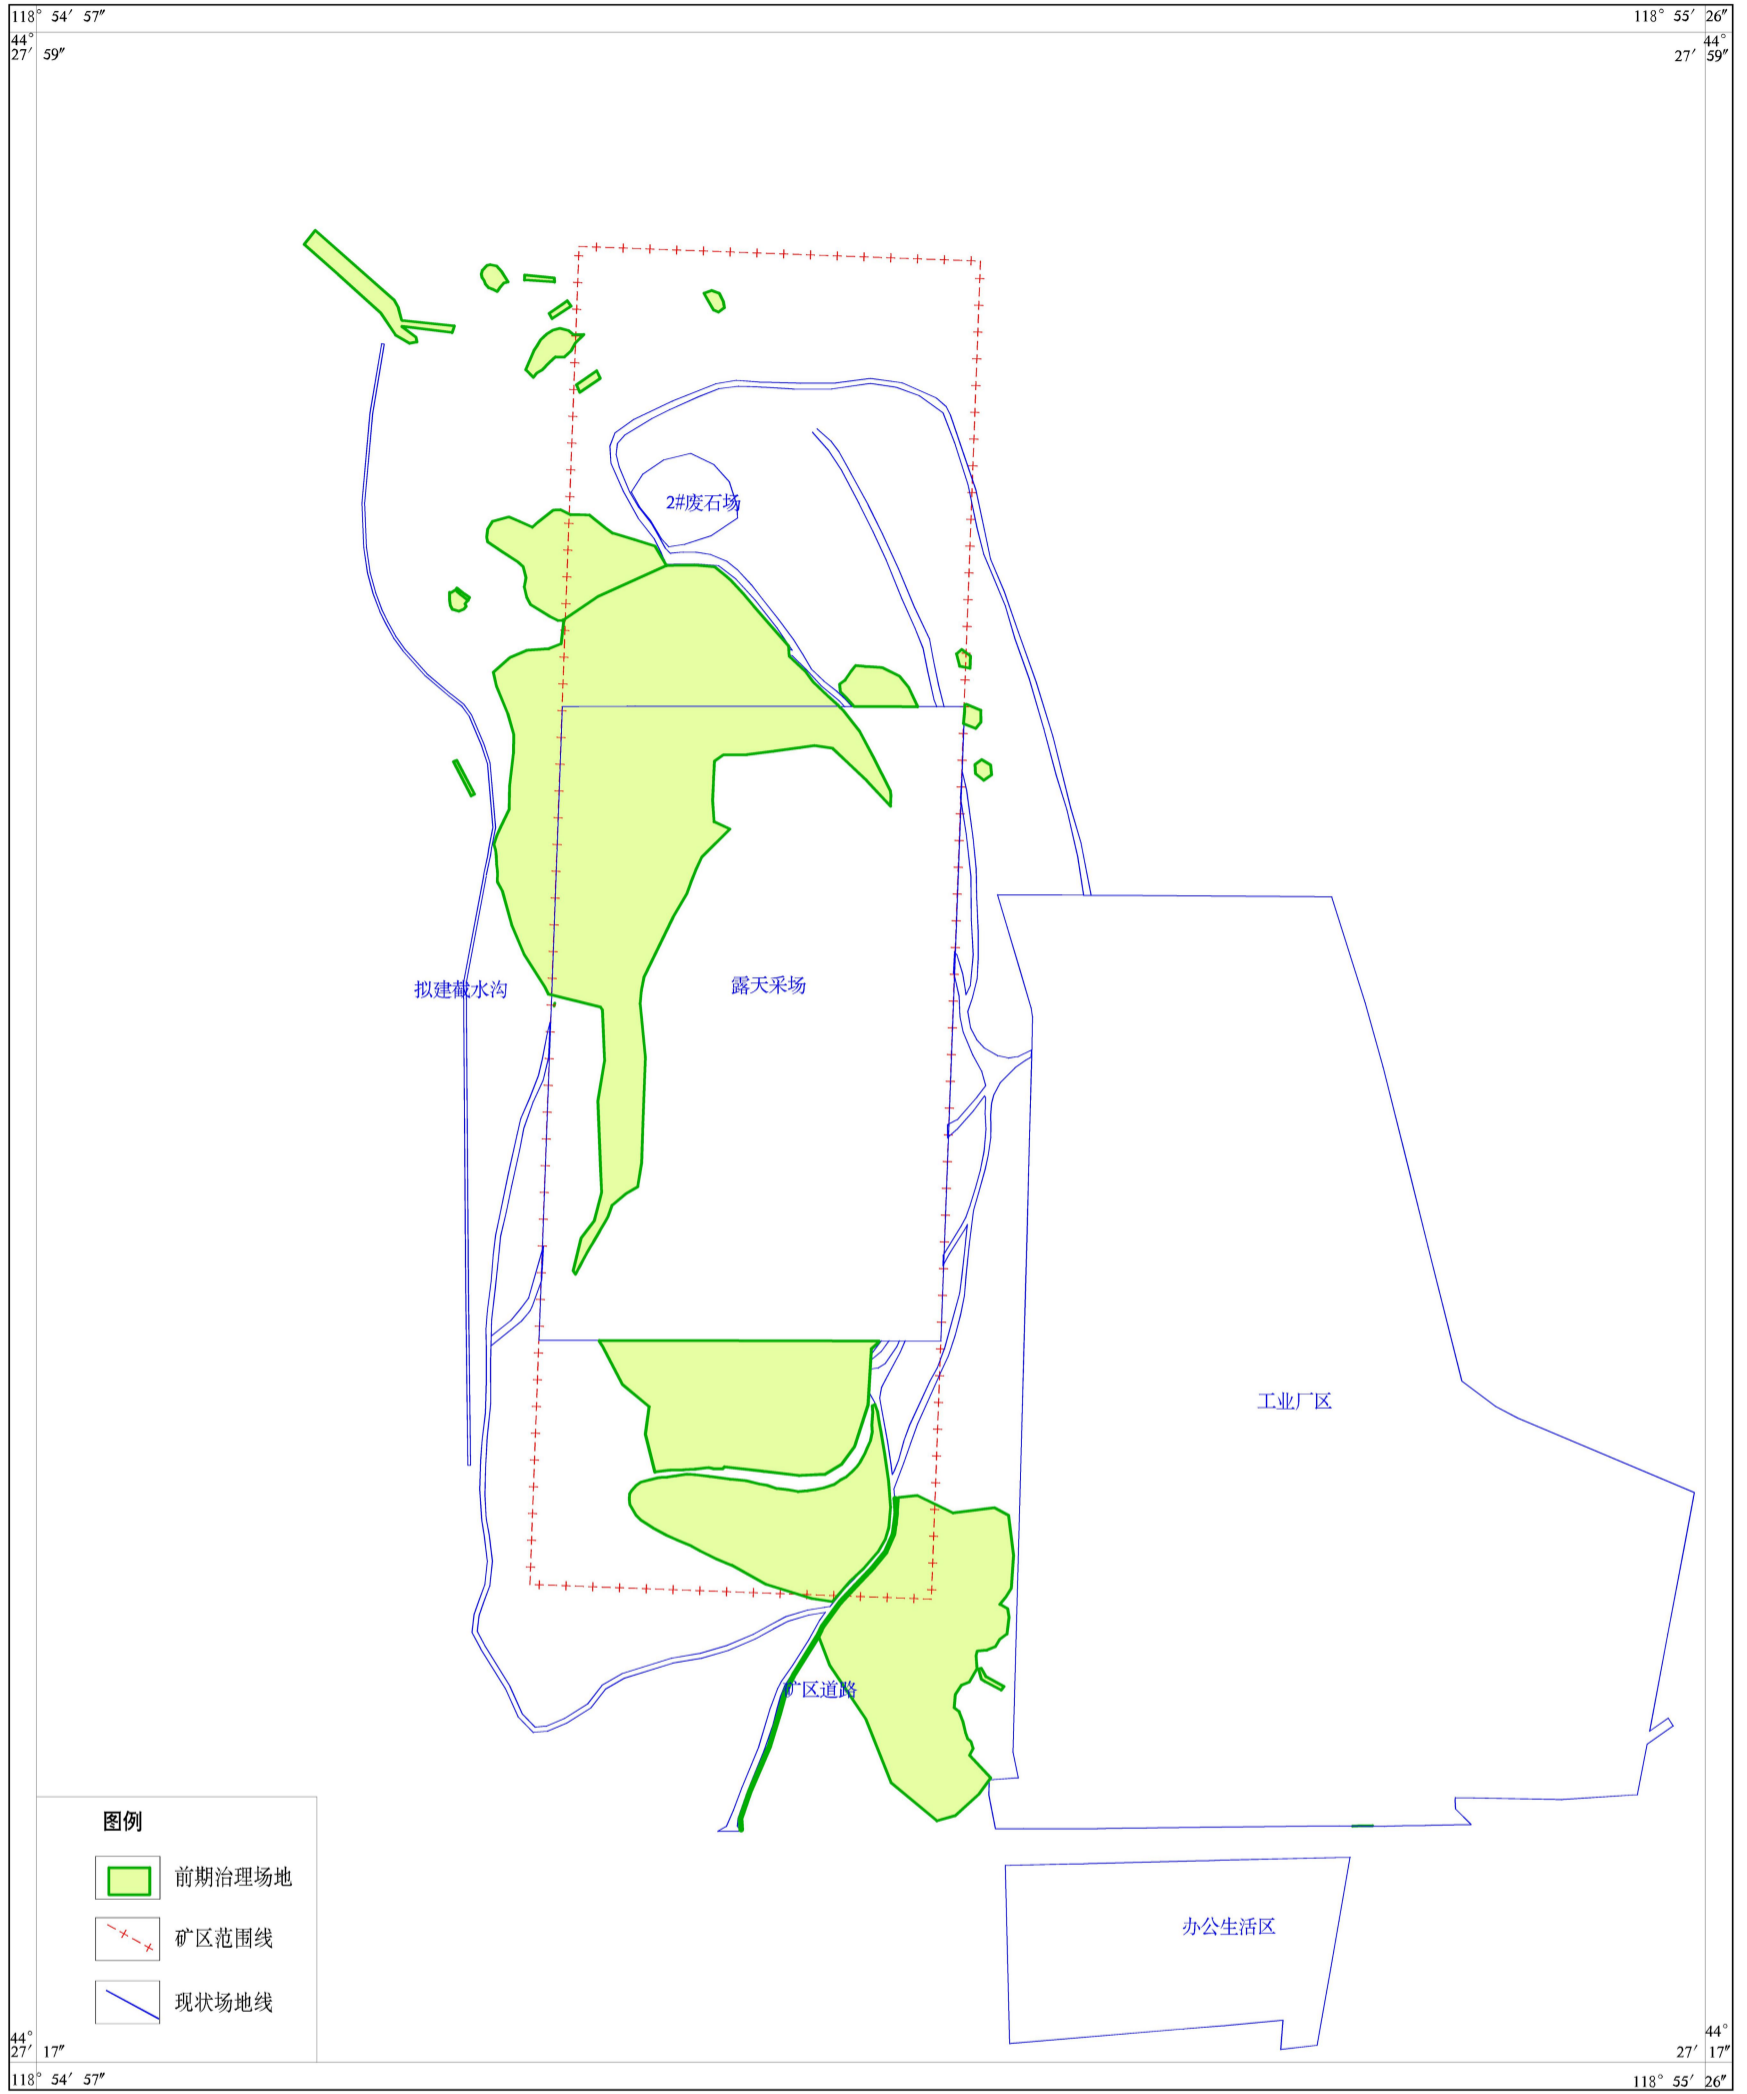 118° 54′ 57″
118° 55′ 26″
44°
27′ 59″
44°
27′ 59″
2#废石场
拟建截水沟
露天采场
工业厂区
矿区道路
图例
前期治理场地
矿区范围线
现状场地线
办公生活区
44°
27′ 17″
44°
27′ 17″
118° 54′ 57″
118° 55′ 26″